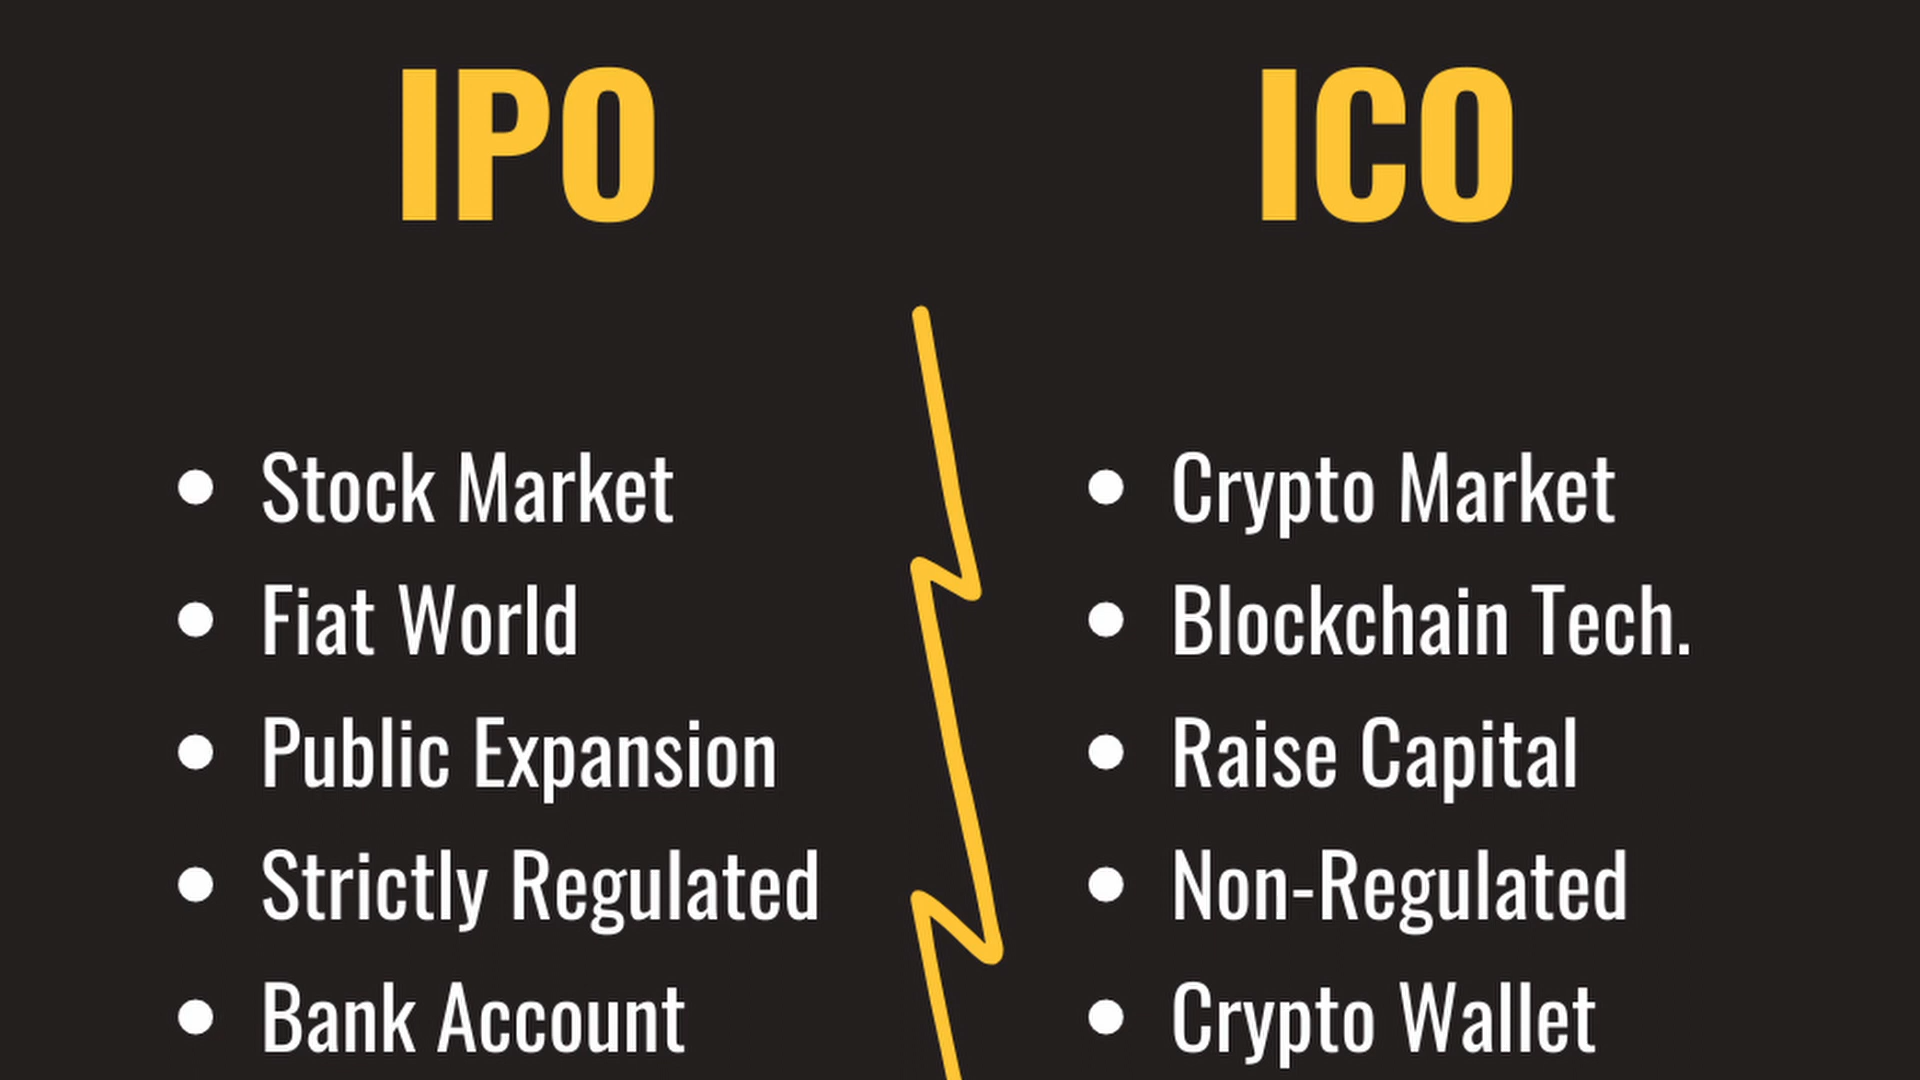 IPO
Stock Market
Fiat World
Public Expansion
Strictly Regulated
Bank Account
ICO
Crypto Market
Blockchain Tech.
Raise Capital
Non-Regulated
Crypto Wallet